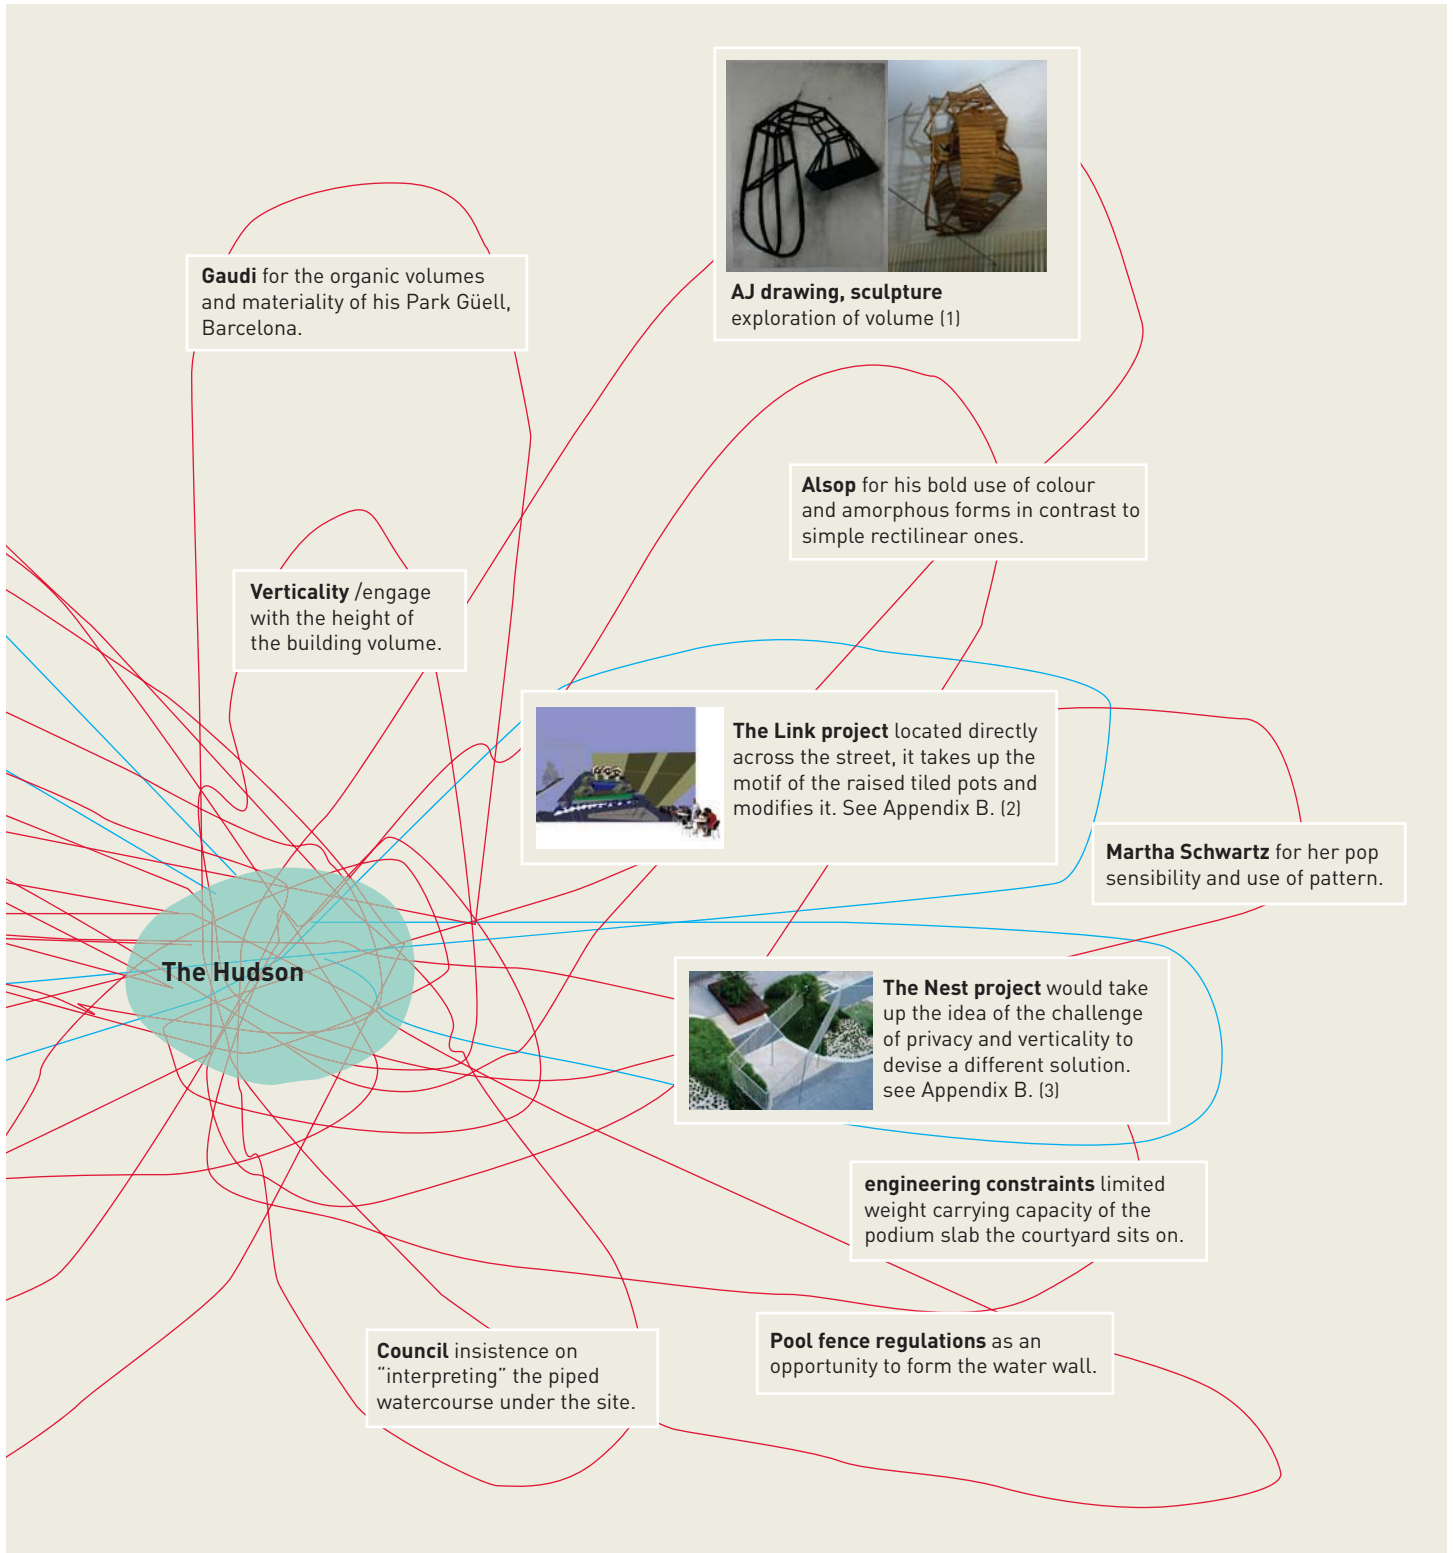 AJ drawing, sculpture
exploration of volume (1)
Gaudi for the organic volumes
and materiality of his Park Güell,
Barcelona.
Alsop for his bold use of colour
and amorphous forms in contrast to
simple rectilinear ones.
Verticality /engage
with the height of
the building volume.
The Link project located directly
across the street, it takes up the
motif of the raised tiled pots and
modifies it. See Appendix B. (2)
Martha Schwartz for her pop
sensibility and use of pattern.
The Hudson
The Nest project would take
up the idea of the challenge
of privacy and verticality to
devise a different solution.
see Appendix B. (3)
engineering constraints limited
weight carrying capacity of the
podium slab the courtyard sits on.
Pool fence regulations as an
opportunity to form the water wall.
Council insistence on
“interpreting” the piped
watercourse under the site.